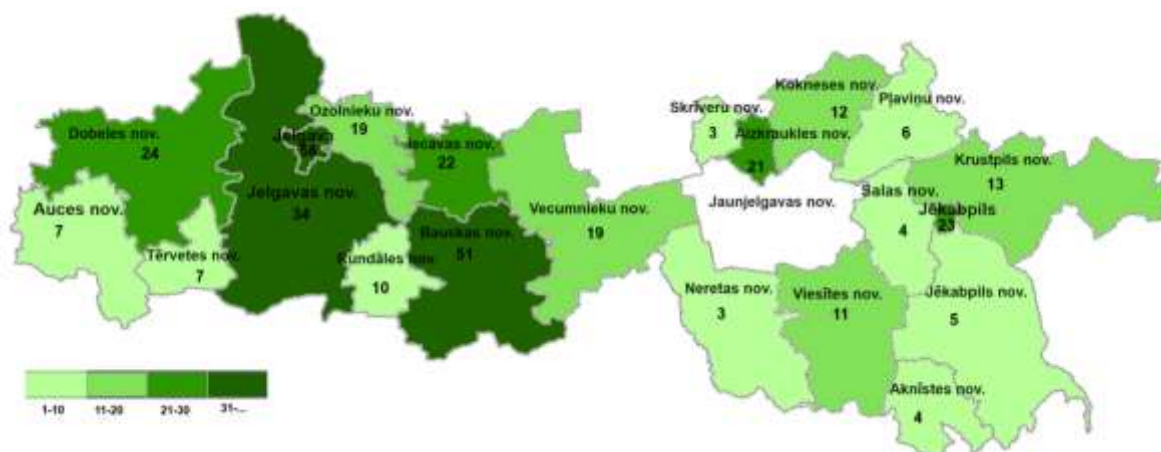 Kokneses nov.
12
Skrīveru nov.
3
Pļaviņu nov.
6
Ozolnieku nov.
19
Dobeles nov.
24
Jelgava
Iecavas nov.
22
Aizkraukles nov.
21
Krustpils nov.
13
Jelgavas nov.
34
Salas nov.
4
Auces nov.
7
Vecumnieku nov.
19
Jaunjelgavas nov.
Jēkabpils
23
Bauskas nov.
51
Tērvetes nov.
7
Rundāles nov.
10
Neretas nov.
3
Viesītes nov.
11
Jēkabpils nov.
5
Aknīstes nov.
4
1-10 11-20 21-30 31-...